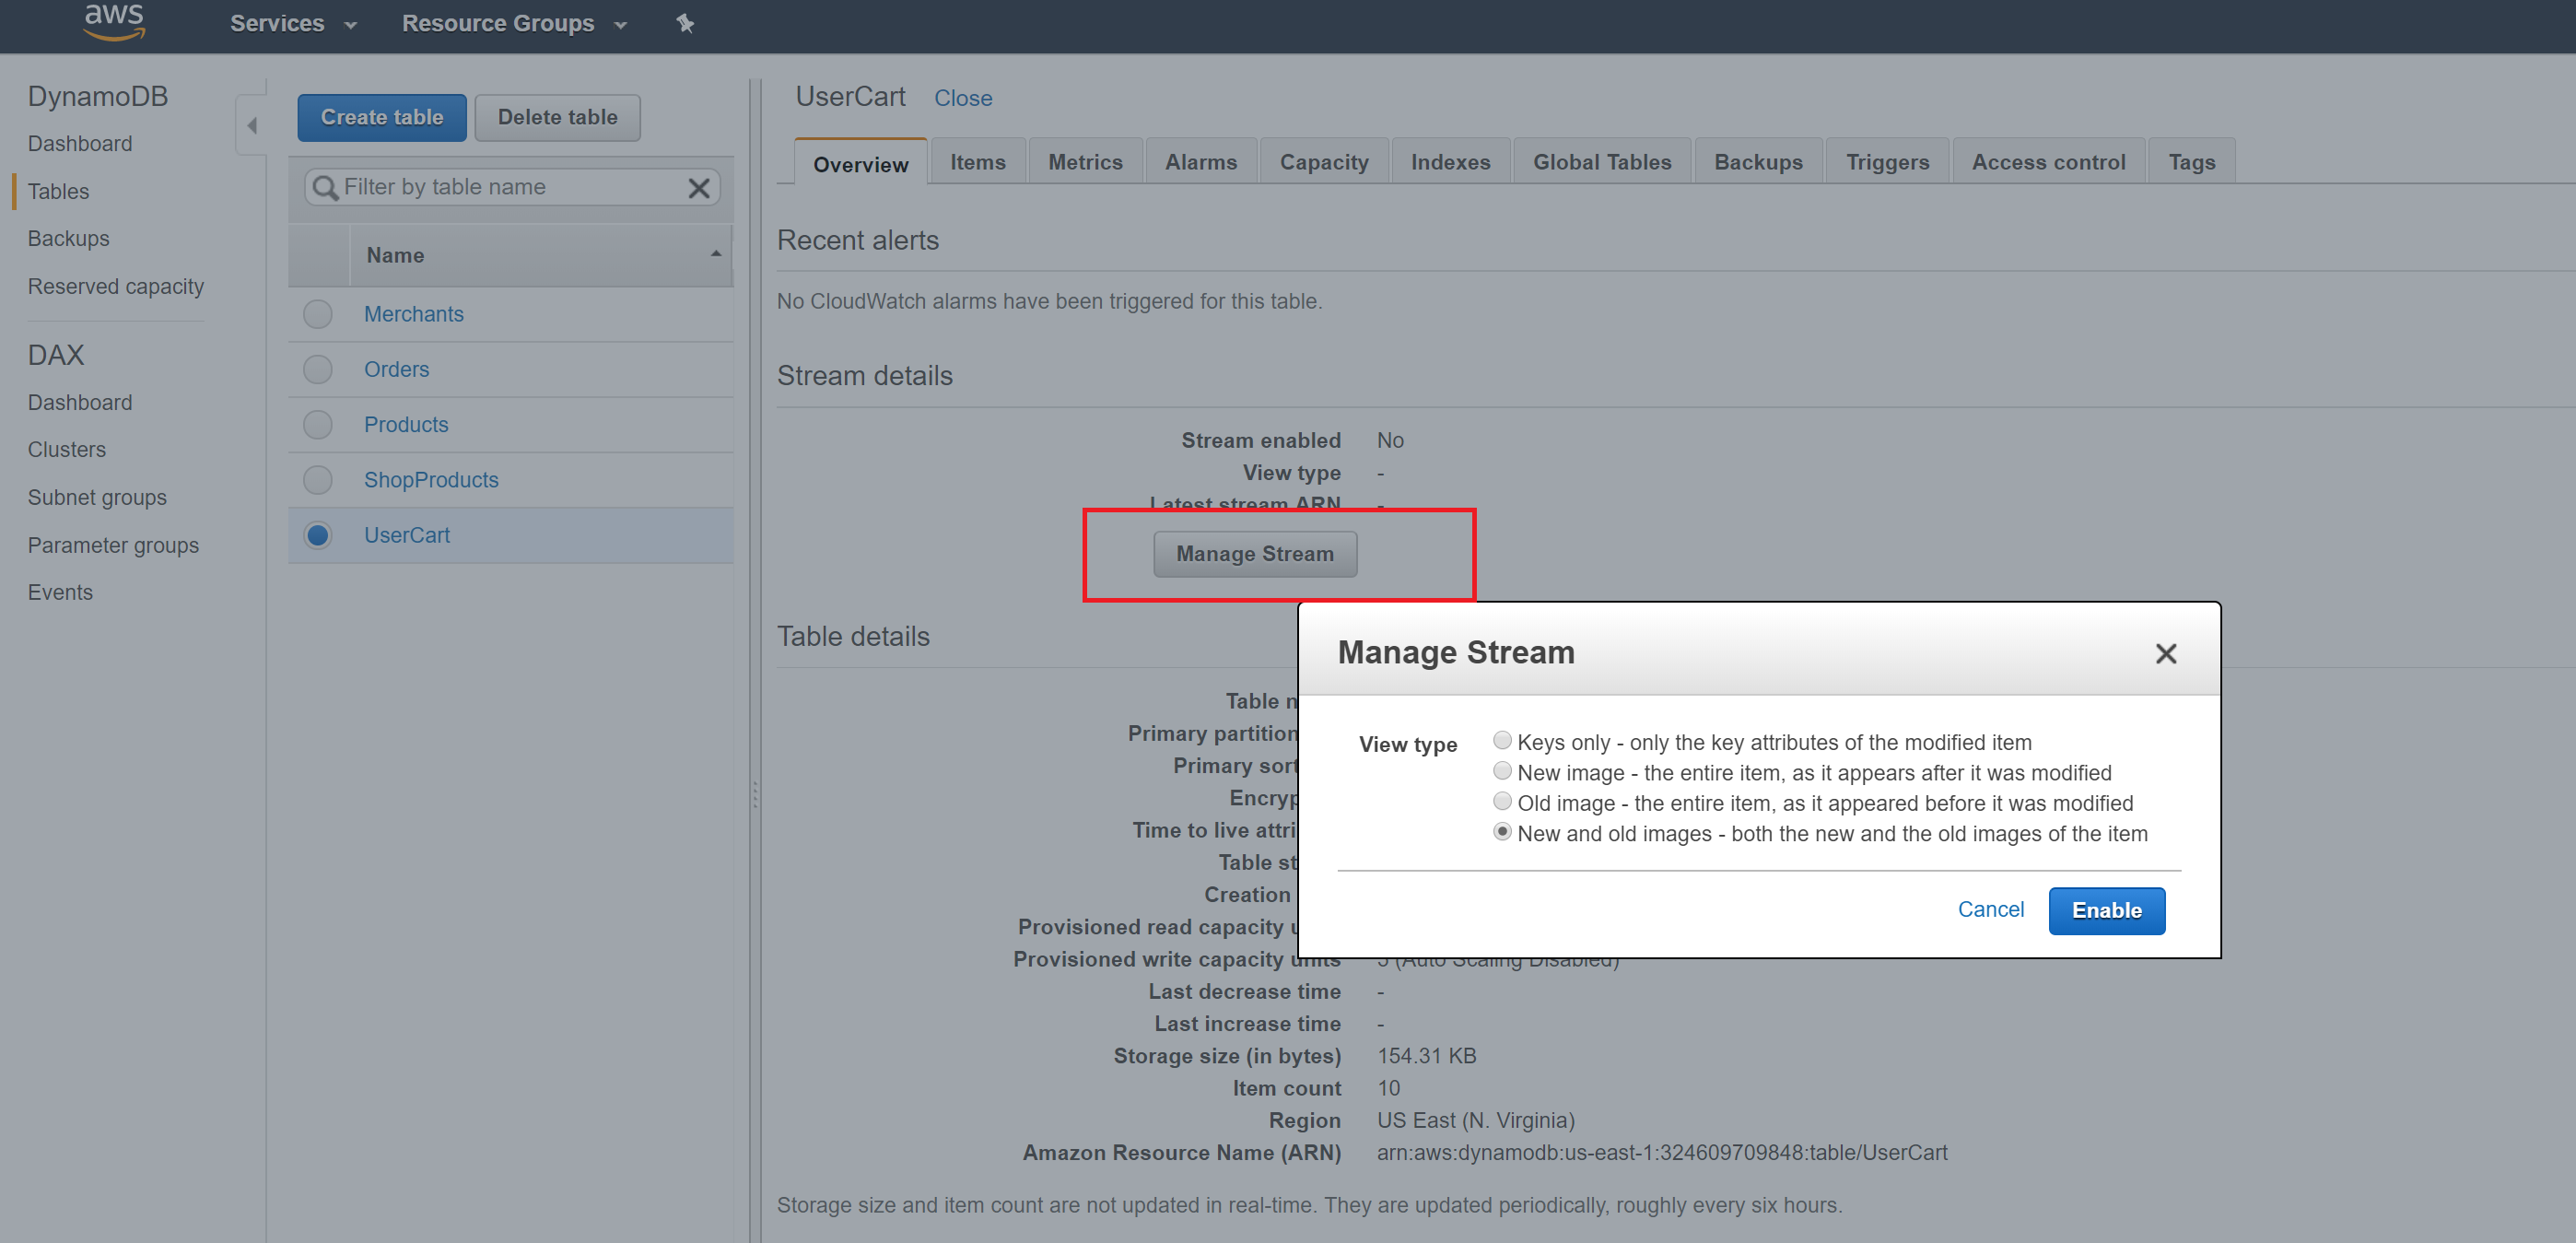 aws Services Resource Groups
DynamoDB
Dashboard
Tables
Backups
Reserved capacity
DAX
Dashboard
Clusters
Subnet groups
Parameter groups
Events
Create table Delete table
Filter by table name
Name
Merchants
Orders
Products
ShopProducts
UserCart
UserCart Close
Overview Items Metrics Alarms Capacity Indexes Global Tables Backups Triggers Access control Tags
Recent alerts
No CloudWatch alarms have been triggered for this table.
Stream details
Stream enabled No
View type -
Latest stream ARN -
Manage Stream
Table details
Table n
Primary partition
Primary sort
Encryp
Time to live attri
Table st
Creation
Provisioned read capacity u
Provisioned write capacity units 5 (Auto Scaling Disabled)
Last decrease time -
Last increase time -
Storage size (in bytes) 154.31 KB
Item count 10
Region US East (N. Virginia)
Amazon Resource Name (ARN) arn:aws:dynamodb:us-east-1:324609709848:table/UserCart
Storage size and item count are not updated in real-time. They are updated periodically, roughly every six hours.
Manage Stream
View type
Keys only - only the key attributes of the modified item
New image - the entire item, as it appears after it was modified
Old image - the entire item, as it appeared before it was modified
New and old images - both the new and the old images of the item
Cancel Enable